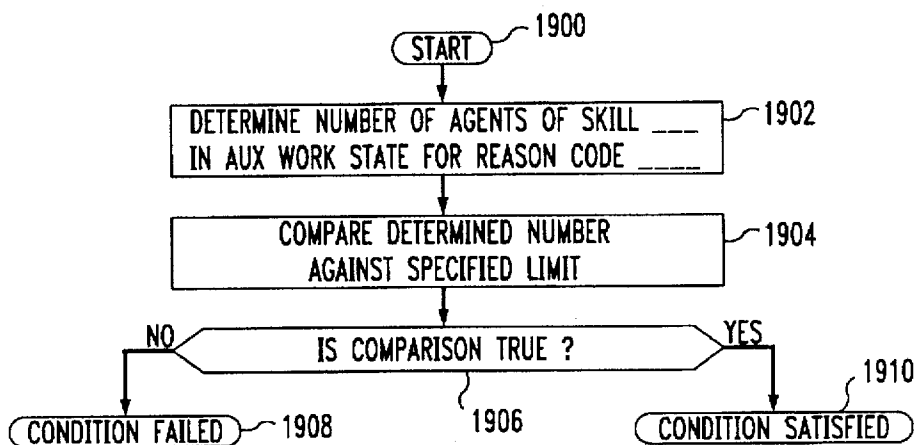 START
1900
DETERMINE NUMBER OF AGENTS OF SKILL ___
IN AUX WORK STATE FOR REASON CODE ____
1902
COMPARE DETERMINED NUMBER
AGAINST SPECIFIED LIMIT
1904
NO
IS COMPARISON TRUE ?
YES
1906
CONDITION FAILED
1908
CONDITION SATISFIED
1910